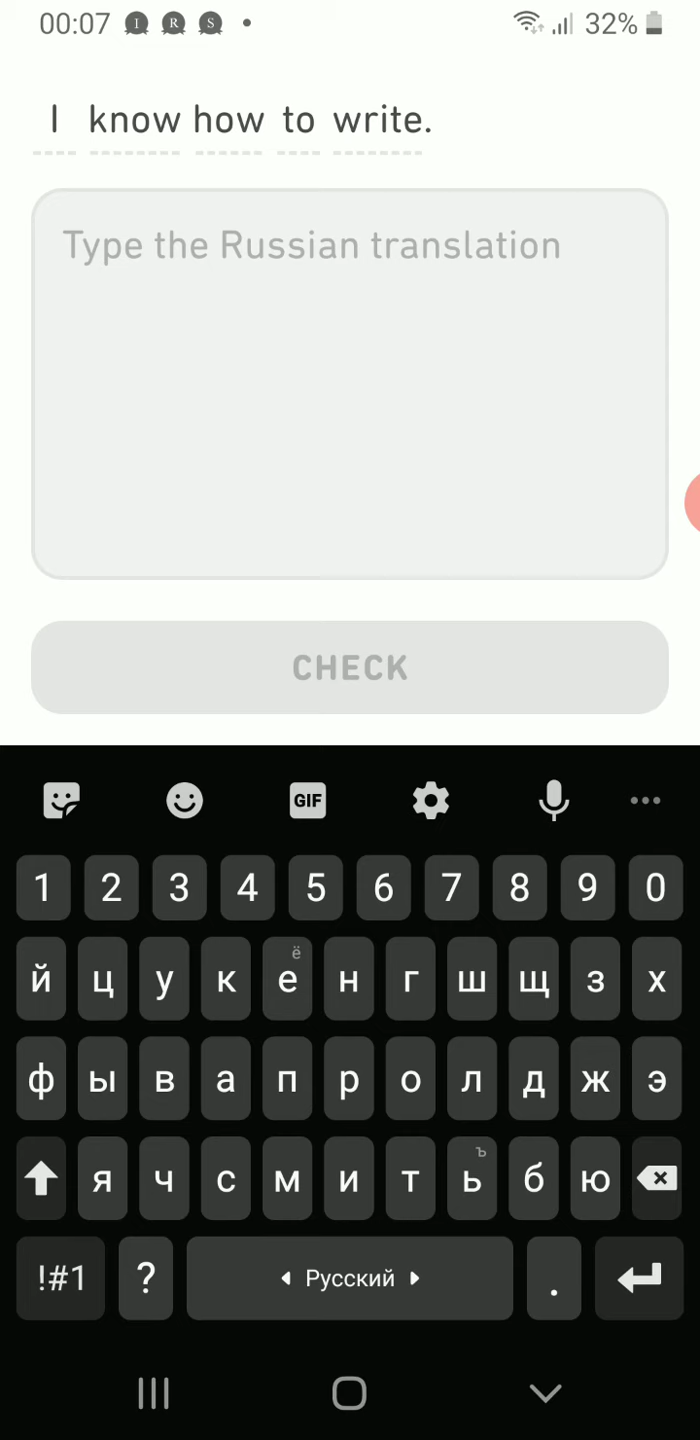 00:07 I R S 32%
I know how to write.
Type the Russian translation
CHECK
GIF
1 2 3 4 5 6 7 8 9 0
ё
й ц у к е н г ш щ з х
ф ы в а п р о л д ж э
ъ
я ч с м и т ь б ю
!#1 ? Русский .